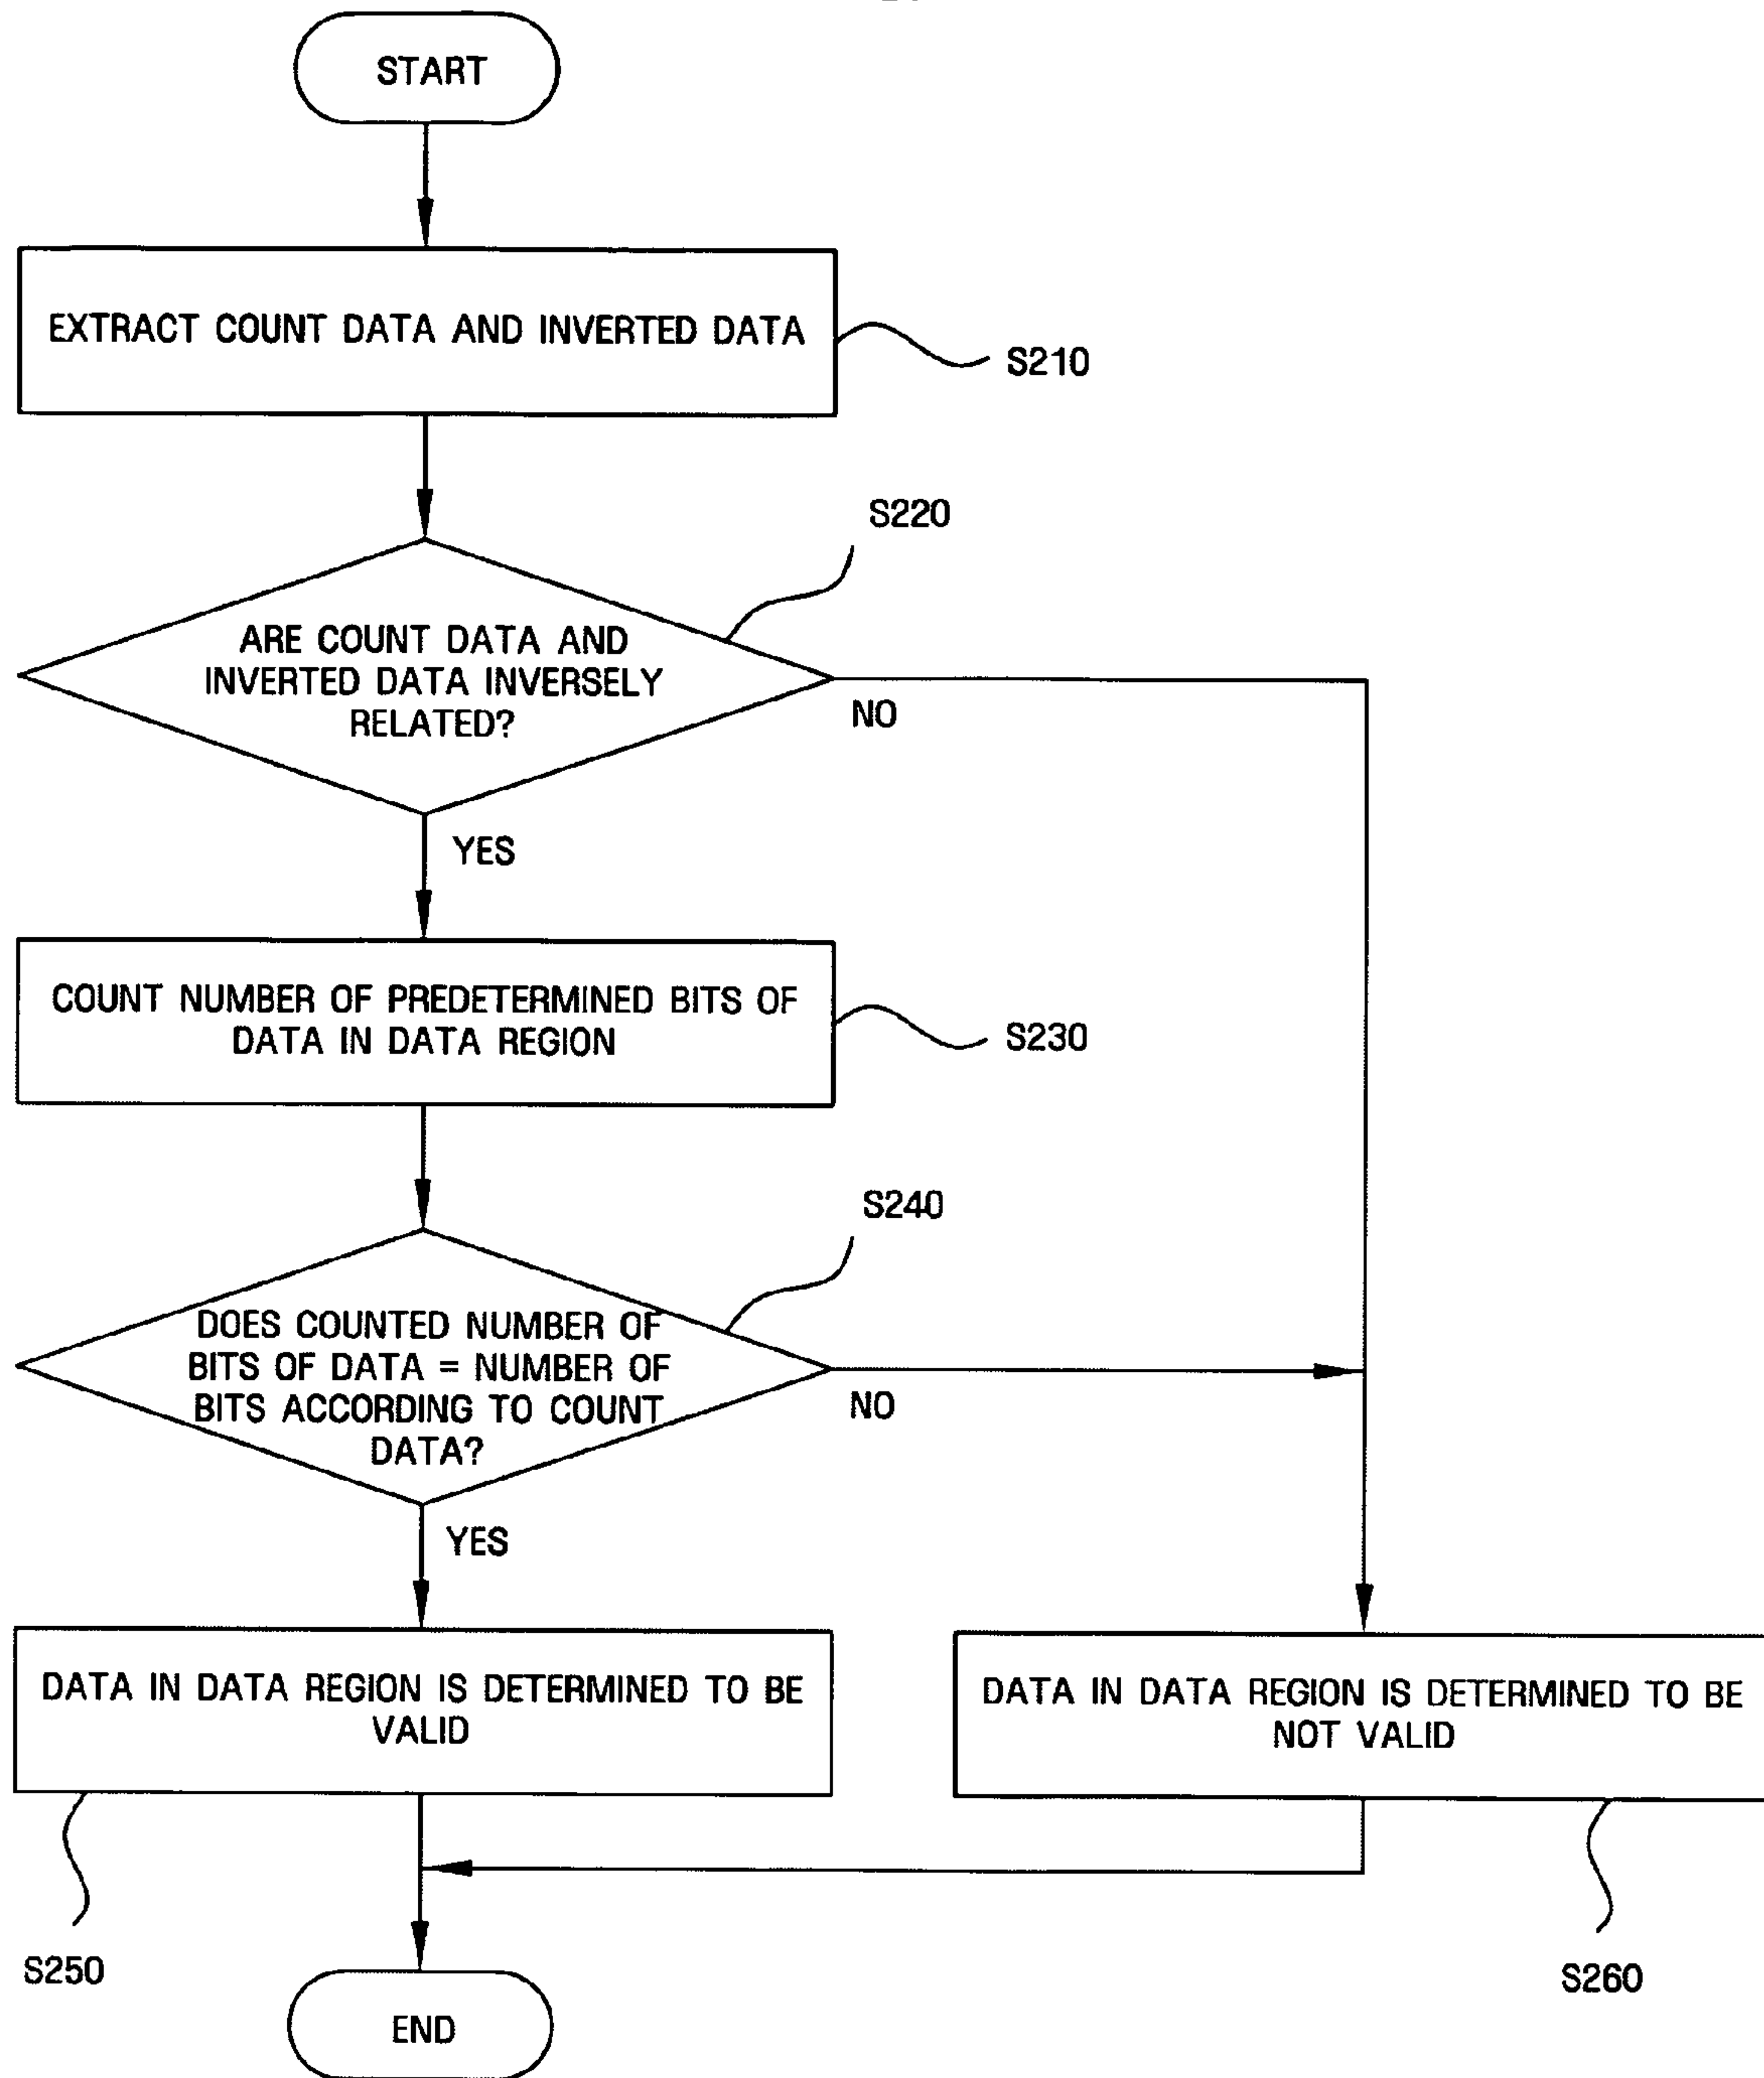 START
EXTRACT COUNT DATA AND INVERTED DATA
S210
S220
ARE COUNT DATA AND
INVERTED DATA INVERSELY
RELATED?
NO
YES
COUNT NUMBER OF PREDETERMINED BITS OF
DATA IN DATA REGION
S230
S240
DOES COUNTED NUMBER OF
BITS OF DATA = NUMBER OF
BITS ACCORDING TO COUNT
DATA?
NO
YES
DATA IN DATA REGION IS DETERMINED TO BE
VALID
DATA IN DATA REGION IS DETERMINED TO BE
NOT VALID
S250
S260
END